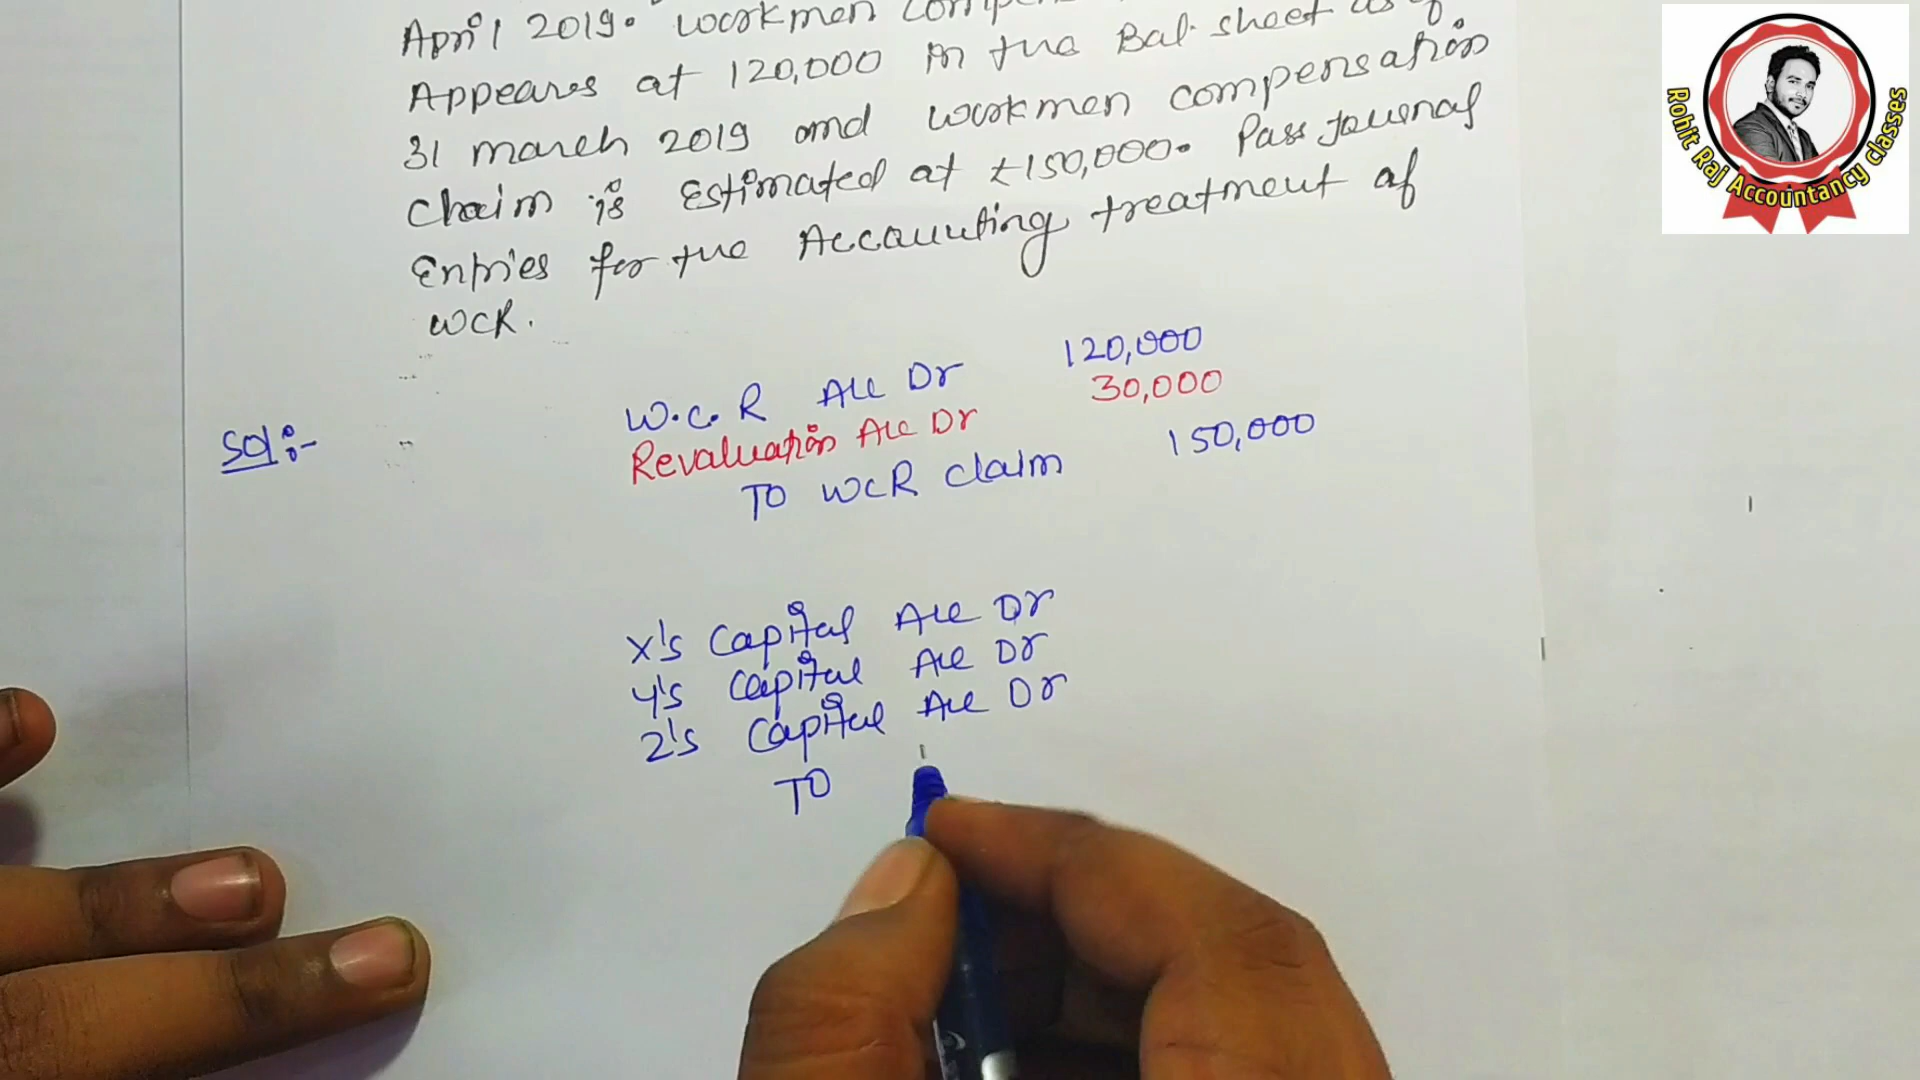 April 2019. workmen
Appeares at 120,000 in the Bal. sheet as
31 march 2019 and workmen compensation
Claim is Estimated at ₹150,000. Pass Journal
Entries for the Accounting treatment of
WCR.
Sol:-
W.C.R A/c Dr 120,000
Revaluation A/c Dr 30,000
TO WCR claim 150,000
X's Capital A/c Dr
Y's Capital A/c Dr
Z's Capital A/c Dr
TO
Rohit Raj Accountancy classes